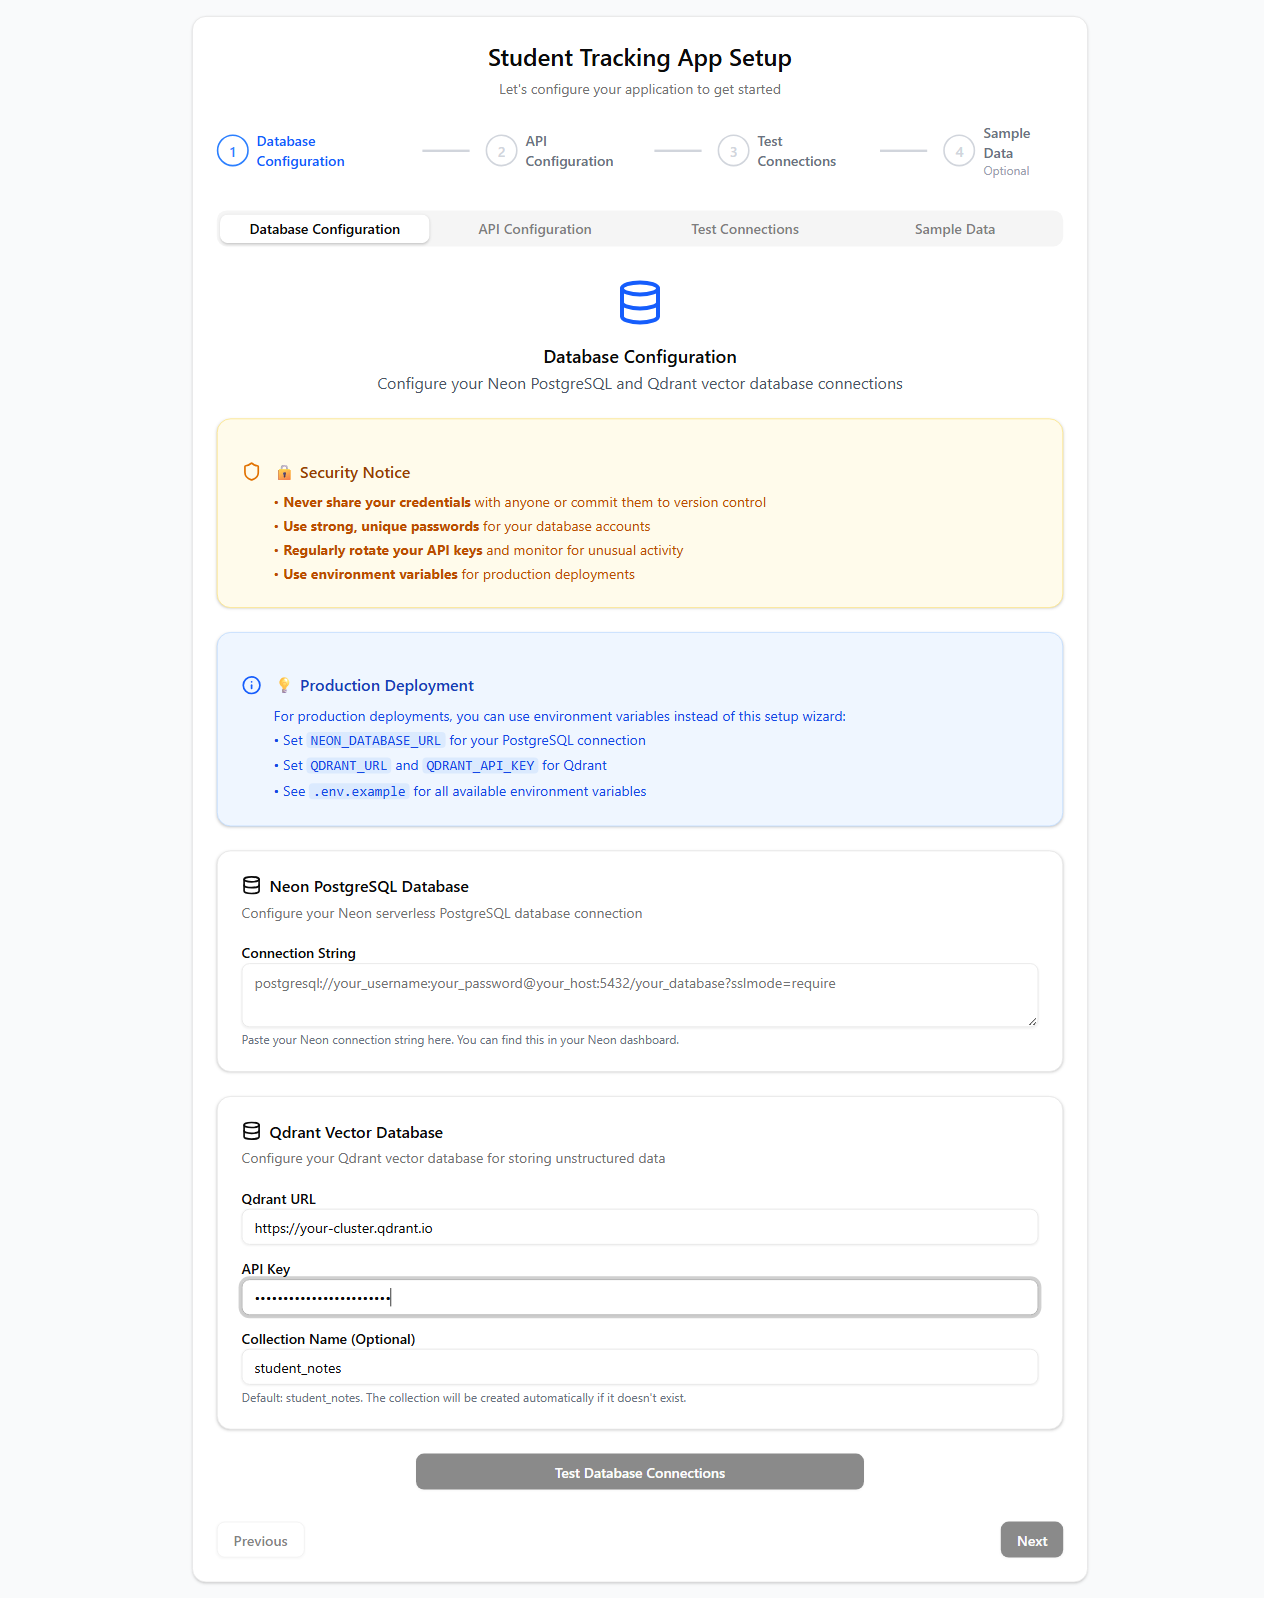 Student Tracking App Setup
Let's configure your application to get started
1
Database
Configuration
2
API
Configuration
3
Test
Connections
4
Sample
Data
Optional
Database Configuration
API Configuration
Test Connections
Sample Data
Database Configuration
Configure your Neon PostgreSQL and Qdrant vector database connections
🔒 Security Notice
• Never share your credentials with anyone or commit them to version control
• Use strong, unique passwords for your database accounts
• Regularly rotate your API keys and monitor for unusual activity
• Use environment variables for production deployments
💡 Production Deployment
For production deployments, you can use environment variables instead of this setup wizard:
• Set NEON_DATABASE_URL for your PostgreSQL connection
• Set QDRANT_URL and QDRANT_API_KEY for Qdrant
• See .env.example for all available environment variables
Neon PostgreSQL Database
Configure your Neon serverless PostgreSQL database connection
Connection String
postgresql://your_username:your_password@your_host:5432/your_database?sslmode=require
Paste your Neon connection string here. You can find this in your Neon dashboard.
Qdrant Vector Database
Configure your Qdrant vector database for storing unstructured data
Qdrant URL
https://your-cluster.qdrant.io
API Key
••••••••••••••••••••••••
Collection Name (Optional)
student_notes
Default: student_notes. The collection will be created automatically if it doesn't exist.
Test Database Connections
Previous
Next